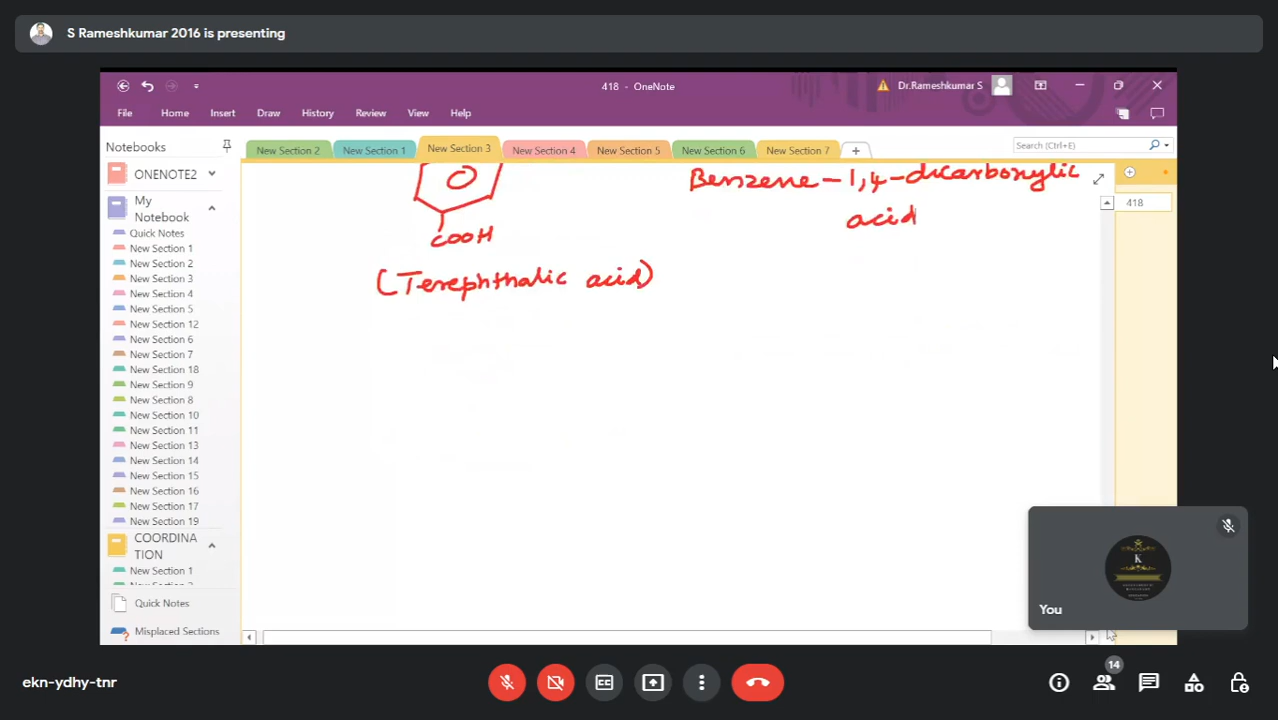 S Rameshkumar 2016 is presenting
418 - OneNote
Dr.Rameshkumar S
File Home Insert Draw History Review View Help
Notebooks
New Section 2 New Section 1 New Section 3 New Section 4 New Section 5 New Section 6 New Section 7 +
Search (Ctrl+E)
ONENOTE2
My
Notebook
Quick Notes
New Section 1
New Section 2
New Section 3
New Section 4
New Section 5
New Section 12
New Section 6
New Section 7
New Section 18
New Section 9
New Section 8
New Section 10
New Section 11
New Section 13
New Section 14
New Section 15
New Section 16
New Section 17
New Section 19
COORDINA
TION
New Section 1
Quick Notes
Misplaced Sections
Benzene-1,4-dicarboxylic
acid
COOH
(Terephthalic acid)
418
K
You
ekn-ydhy-tnr
CC
14